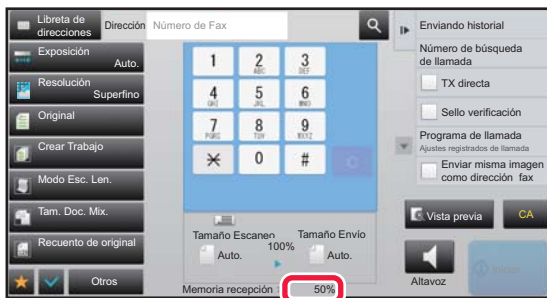 Libreta de
direcciones
Dirección
Número de Fax
Exposición
Auto.
Resolución
Superfino
Original
Crear Trabajo
Modo Esc. Len.
Tam. Doc. Mix.
Recuento de original
Otros
1
2
ABC
3
DEF
4
GHI
5
JKL
6
MNO
7
PQRS
8
TUV
9
WXYZ
0
#
Tamaño Escaneo
Tamaño Envio
100%
Auto.
Auto.
Memoria recepción :
50%
Enviando historial
Número de búsqueda
de llamada
TX directa
Sello verificación
Programa de llamada
Ajustes registrados de llamada
Enviar misma imagen
como dirección fax
Vista previa
CA
Altavoz
Iniciar